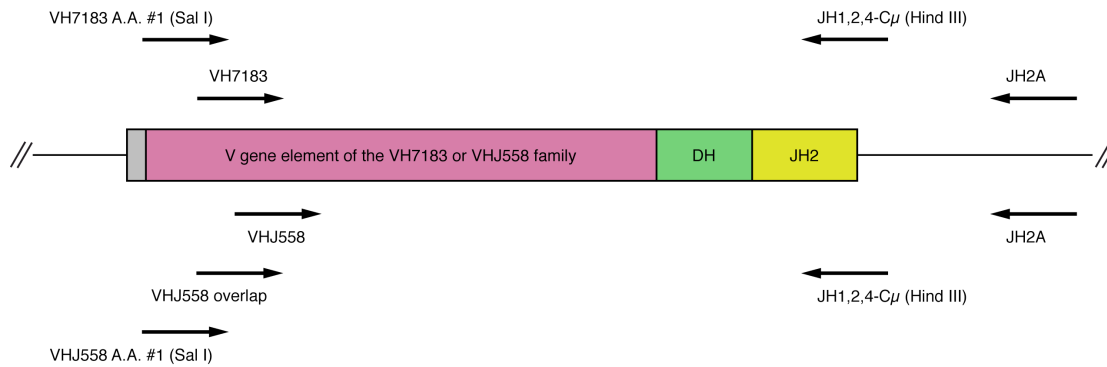 VH7183 A.A. #1 (Sal I)
JH1,2,4-Cμ (Hind III)
VH7183
JH2A
V gene element of the VH7183 or VHJ558 family
DH
JH2
VHJ558
JH2A
VHJ558 overlap
JH1,2,4-Cμ (Hind III)
VHJ558 A.A. #1 (Sal I)